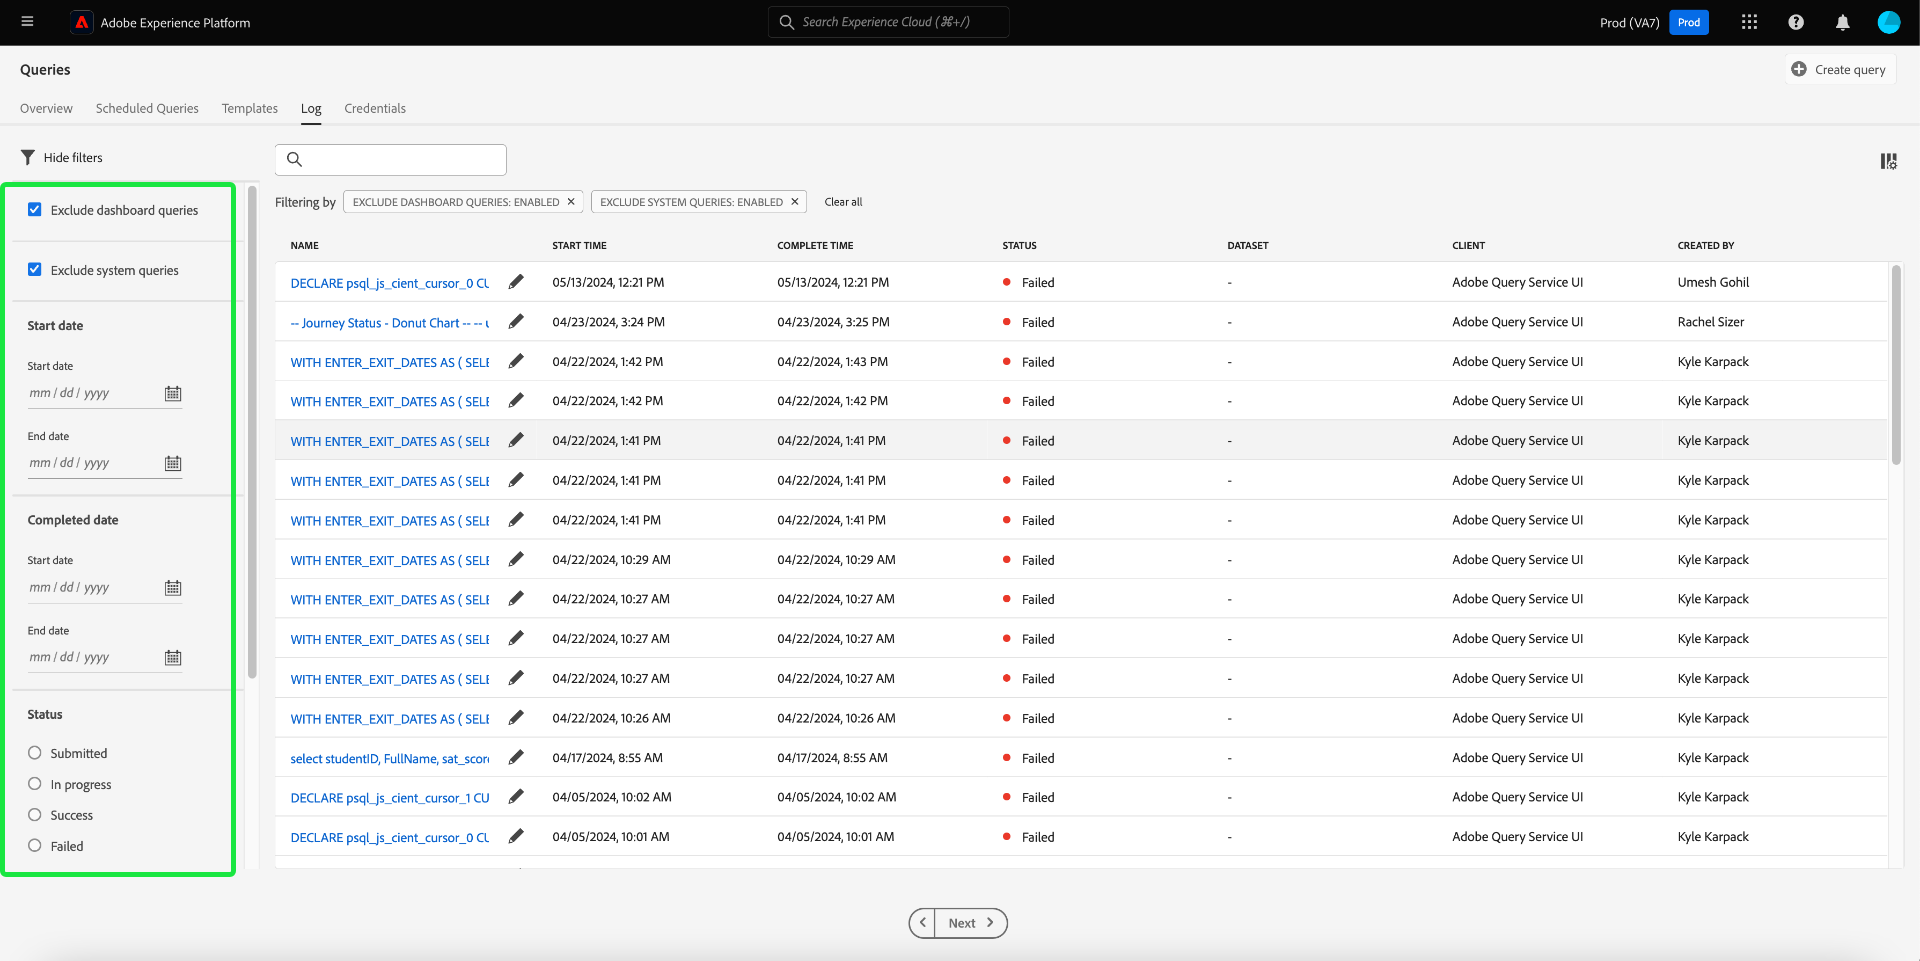 Adobe Experience Platform
Search Experience Cloud (⌘+/)
Prod (VA7) Prod
Queries
Create query
Overview Scheduled Queries Templates Log Credentials
Hide filters
Exclude dashboard queries
Exclude system queries
Start date
Start date
mm / dd / yyyy
End date
mm / dd / yyyy
Completed date
Start date
mm / dd / yyyy
End date
mm / dd / yyyy
Status
Submitted
In progress
Success
Failed
Filtering by EXCLUDE DASHBOARD QUERIES: ENABLED EXCLUDE SYSTEM QUERIES: ENABLED Clear all
NAME START TIME COMPLETE TIME STATUS DATASET CLIENT CREATED BY
DECLARE psql_js_cient_cursor_0 CU 05/13/2024, 12:21 PM 05/13/2024, 12:21 PM Failed - Adobe Query Service UI Umesh Gohil
-- Journey Status - Donut Chart -- -- u 04/23/2024, 3:24 PM 04/23/2024, 3:25 PM Failed - Adobe Query Service UI Rachel Sizer
WITH ENTER_EXIT_DATES AS ( SELE 04/22/2024, 1:42 PM 04/22/2024, 1:43 PM Failed - Adobe Query Service UI Kyle Karpack
WITH ENTER_EXIT_DATES AS ( SELE 04/22/2024, 1:42 PM 04/22/2024, 1:42 PM Failed - Adobe Query Service UI Kyle Karpack
WITH ENTER_EXIT_DATES AS ( SELE 04/22/2024, 1:41 PM 04/22/2024, 1:41 PM Failed - Adobe Query Service UI Kyle Karpack
WITH ENTER_EXIT_DATES AS ( SELE 04/22/2024, 1:41 PM 04/22/2024, 1:41 PM Failed - Adobe Query Service UI Kyle Karpack
WITH ENTER_EXIT_DATES AS ( SELE 04/22/2024, 1:41 PM 04/22/2024, 1:41 PM Failed - Adobe Query Service UI Kyle Karpack
WITH ENTER_EXIT_DATES AS ( SELE 04/22/2024, 10:29 AM 04/22/2024, 10:29 AM Failed - Adobe Query Service UI Kyle Karpack
WITH ENTER_EXIT_DATES AS ( SELE 04/22/2024, 10:27 AM 04/22/2024, 10:27 AM Failed - Adobe Query Service UI Kyle Karpack
WITH ENTER_EXIT_DATES AS ( SELE 04/22/2024, 10:27 AM 04/22/2024, 10:27 AM Failed - Adobe Query Service UI Kyle Karpack
WITH ENTER_EXIT_DATES AS ( SELE 04/22/2024, 10:27 AM 04/22/2024, 10:27 AM Failed - Adobe Query Service UI Kyle Karpack
WITH ENTER_EXIT_DATES AS ( SELE 04/22/2024, 10:26 AM 04/22/2024, 10:26 AM Failed - Adobe Query Service UI Kyle Karpack
select studentID, FullName, sat_score 04/17/2024, 8:55 AM 04/17/2024, 8:55 AM Failed - Adobe Query Service UI Kyle Karpack
DECLARE psql_js_cient_cursor_1 CU 04/05/2024, 10:02 AM 04/05/2024, 10:02 AM Failed - Adobe Query Service UI Kyle Karpack
DECLARE psql_js_cient_cursor_0 CU 04/05/2024, 10:01 AM 04/05/2024, 10:01 AM Failed - Adobe Query Service UI Kyle Karpack
Next